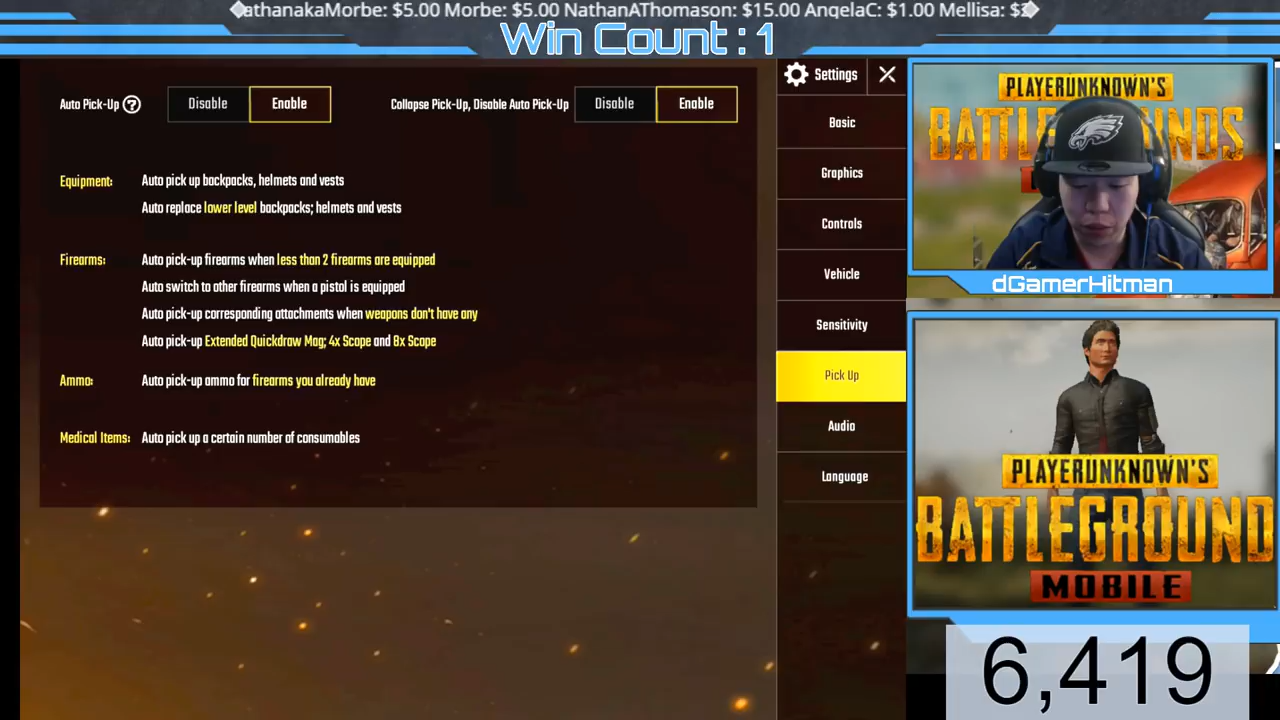 athanakaMorbe: $5.00 Morbe: $5.00 NathanAThomason: $15.00 AngelaC: $1.00 Mellisa:
Win Count : 1
Auto Pick-Up ? Disable Enable Collapse Pick-Up, Disable Auto Pick-Up Disable Enable
Equipment: Auto pick up backpacks, helmets and vests
Auto replace lower level backpacks; helmets and vests
Firearms: Auto pick-up firearms when less than 2 firearms are equipped
Auto switch to other firearms when a pistol is equipped
Auto pick-up corresponding attachments when weapons don't have any
Auto pick-up Extended Quickdraw Mag; 4x Scope and 8x Scope
Ammo: Auto pick-up ammo for firearms you already have
Medical Items: Auto pick up a certain number of consumables
Settings
Basic
Graphics
Controls
Vehicle
Sensitivity
Pick Up
Audio
Language
PLAYERUNKNOWN'S
dGamerHitman
PLAYERUNKNOWN'S
BATTLEGROUND
MOBILE
6,419